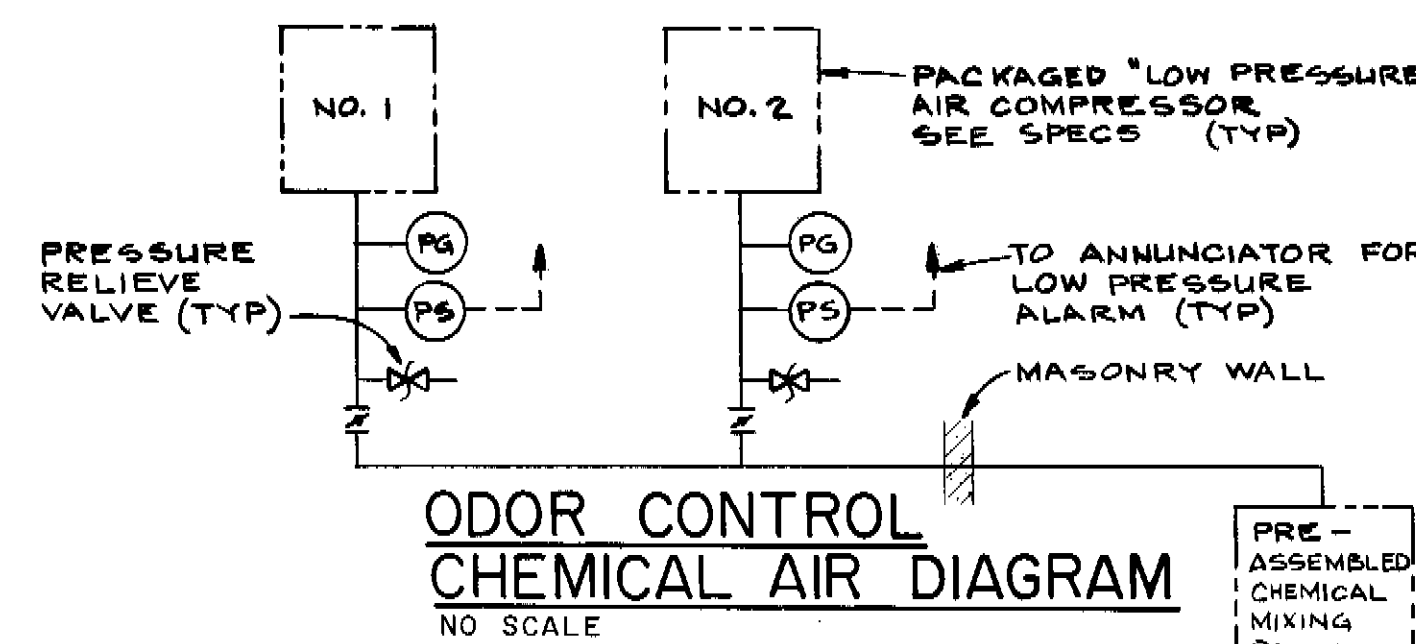 NO. 1
NO. 2
PACKAGED "LOW PRESSURE
AIR COMPRESSOR
SEE SPECS (TYP)
PRESSURE
RELIEVE
VALVE (TYP)
PG
PS
PG
PS
TO ANNUNCIATOR FOR
LOW PRESSURE
ALARM (TYP)
MASONRY WALL
ODOR CONTROL
CHEMICAL AIR DIAGRAM
NO SCALE
PRE-
ASSEMBLED
CHEMICAL
MIXING